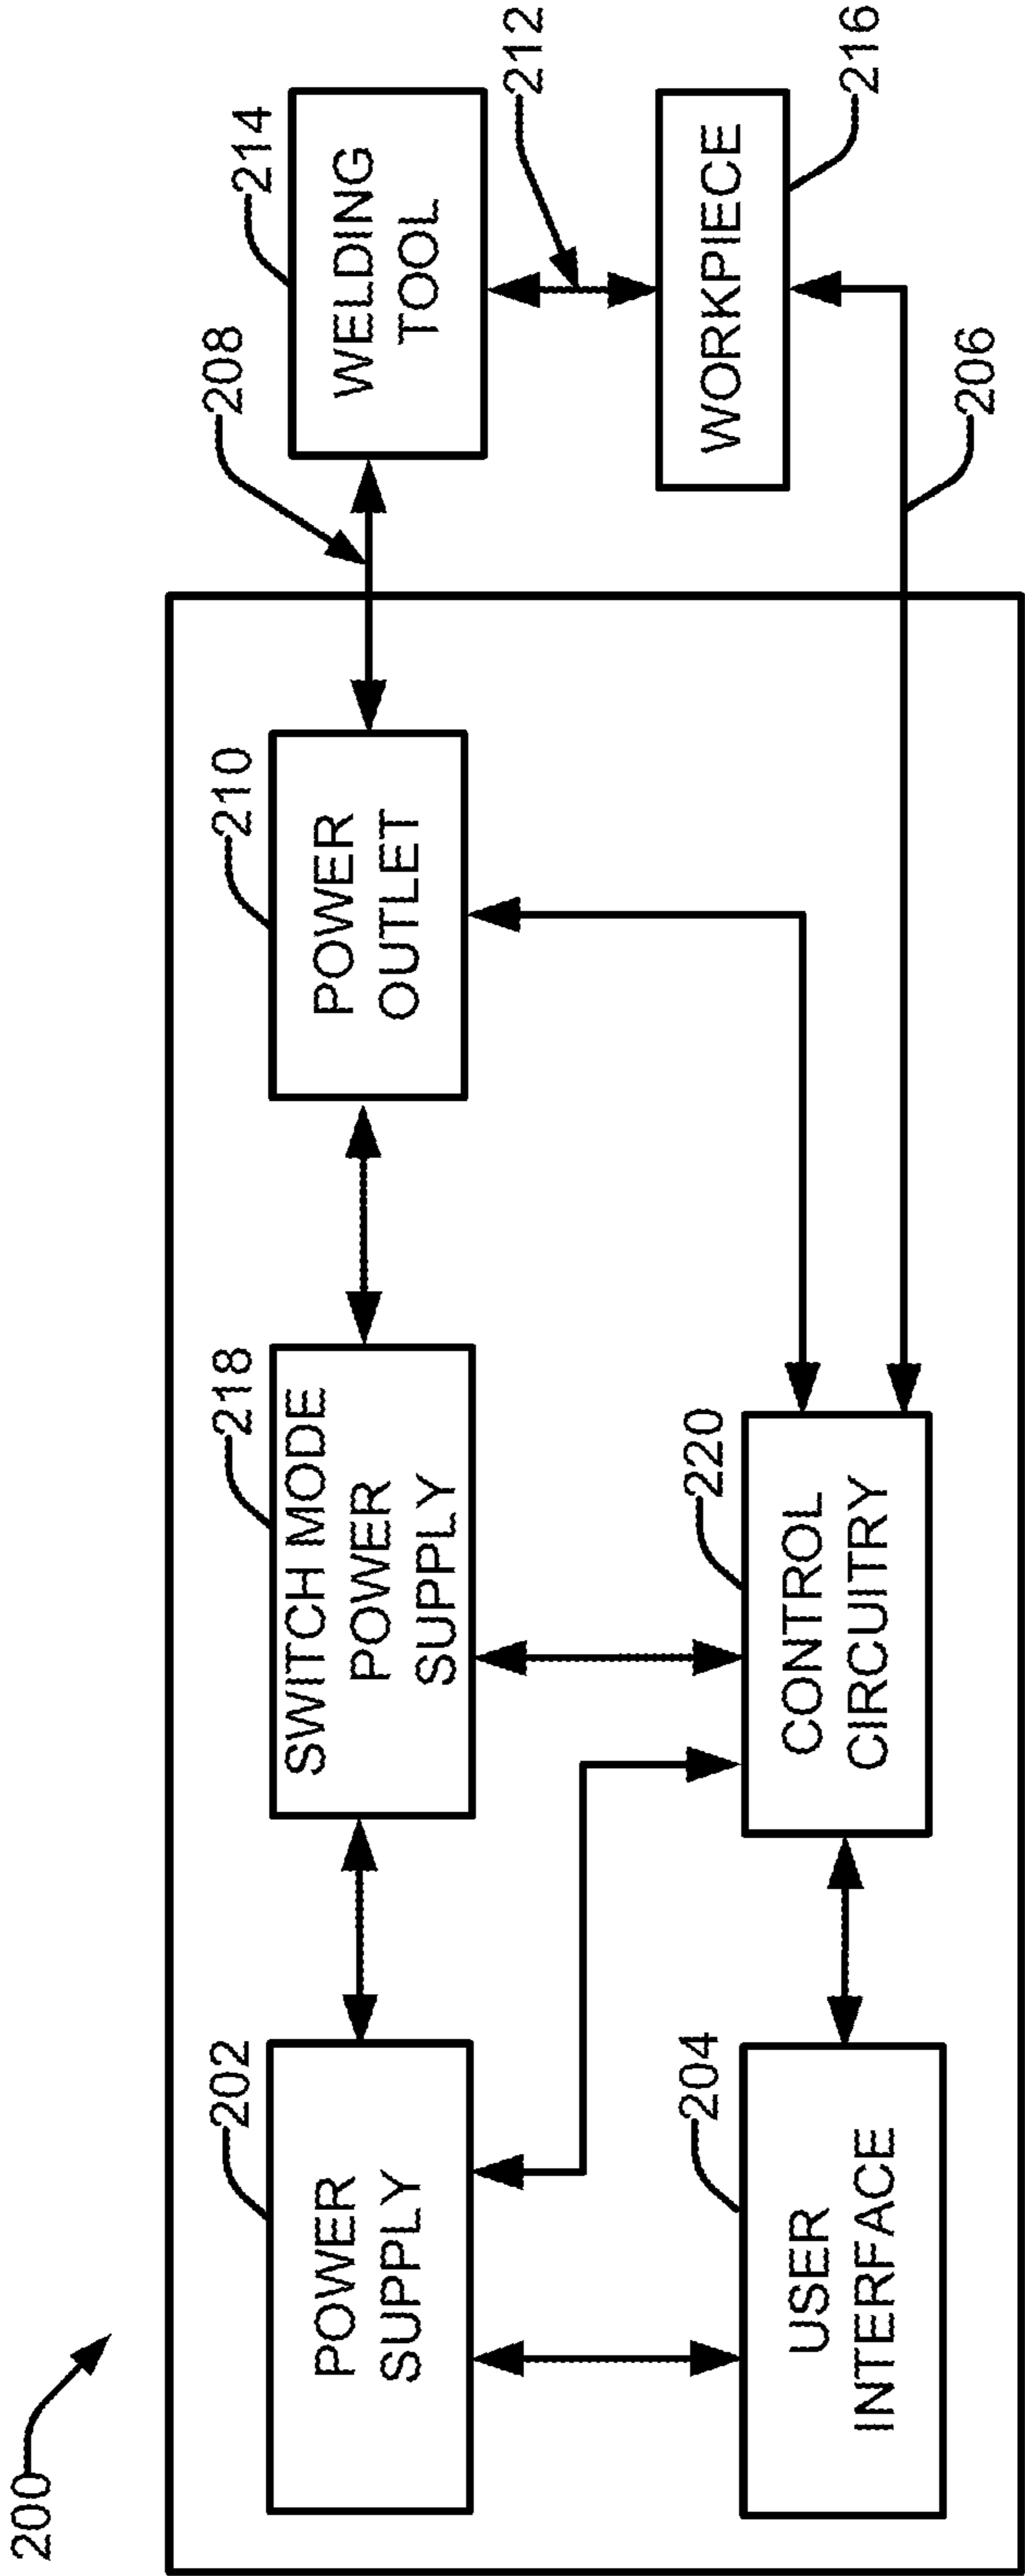 200
202
POWER
SUPPLY
218
SWITCH MODE
POWER
SUPPLY
210
POWER
OUTLET
208
214
WELDING
TOOL
212
204
USER
INTERFACE
220
CONTROL
CIRCUITRY
WORKPIECE
216
206